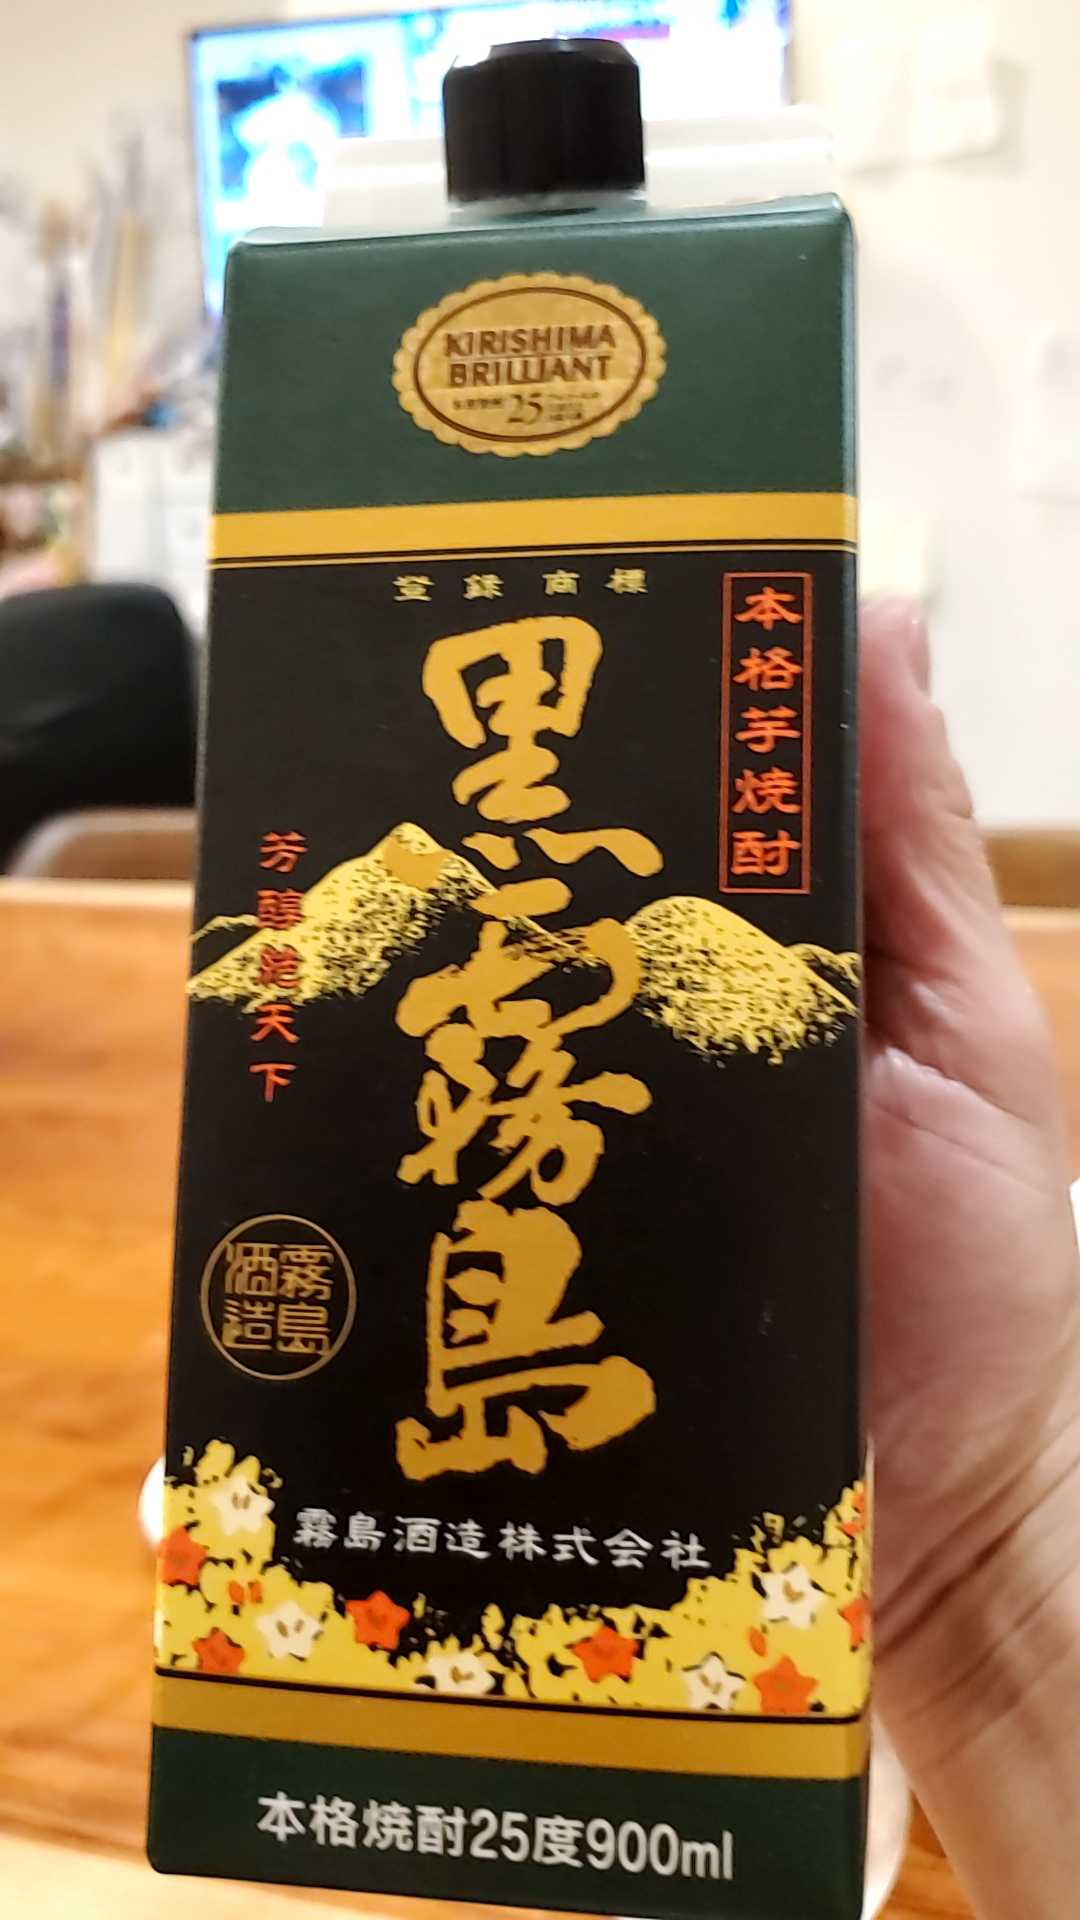 KIRISHIMA
BRILLIANT
25
登録商標
本格芋焼酎
黒霧島
芳醇絶天下
霧島
酒造
霧島酒造株式会社
本格焼酎25度900ml